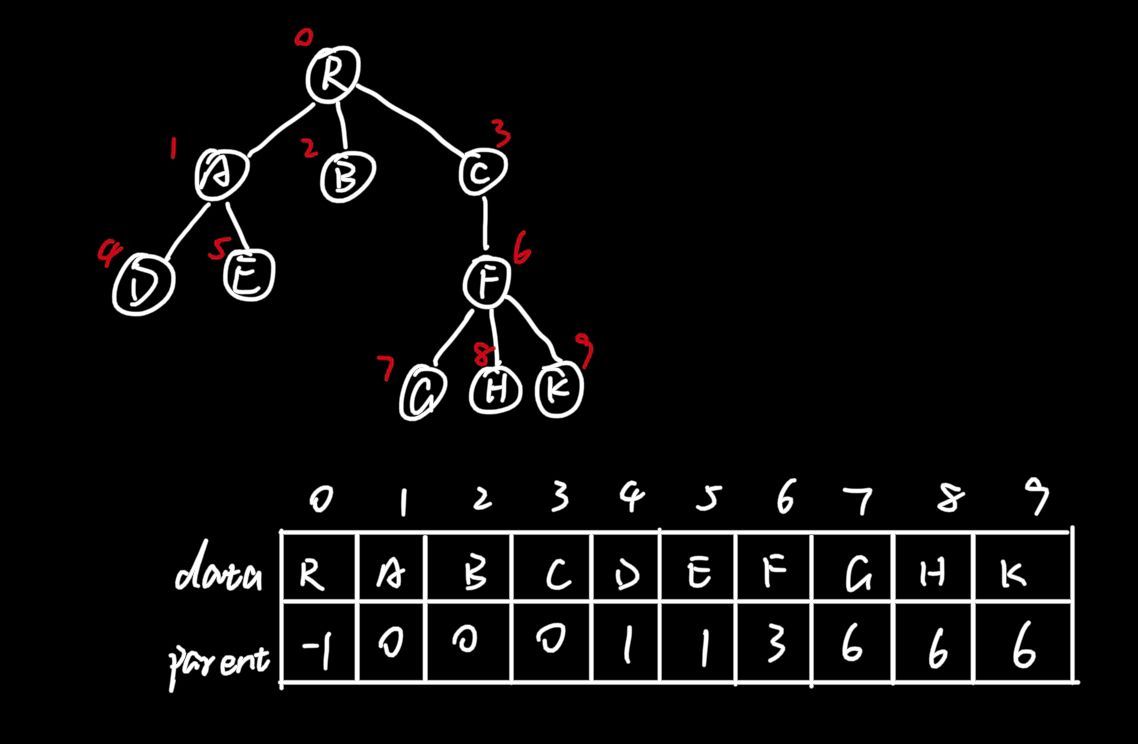 0
R
1 A 2 B 3 C
4 D 5 E 6 F
7 G 8 H 9 K
0 1 2 3 4 5 6 7 8 9
data R A B C D E F G H K
parent -1 0 0 0 1 1 3 6 6 6